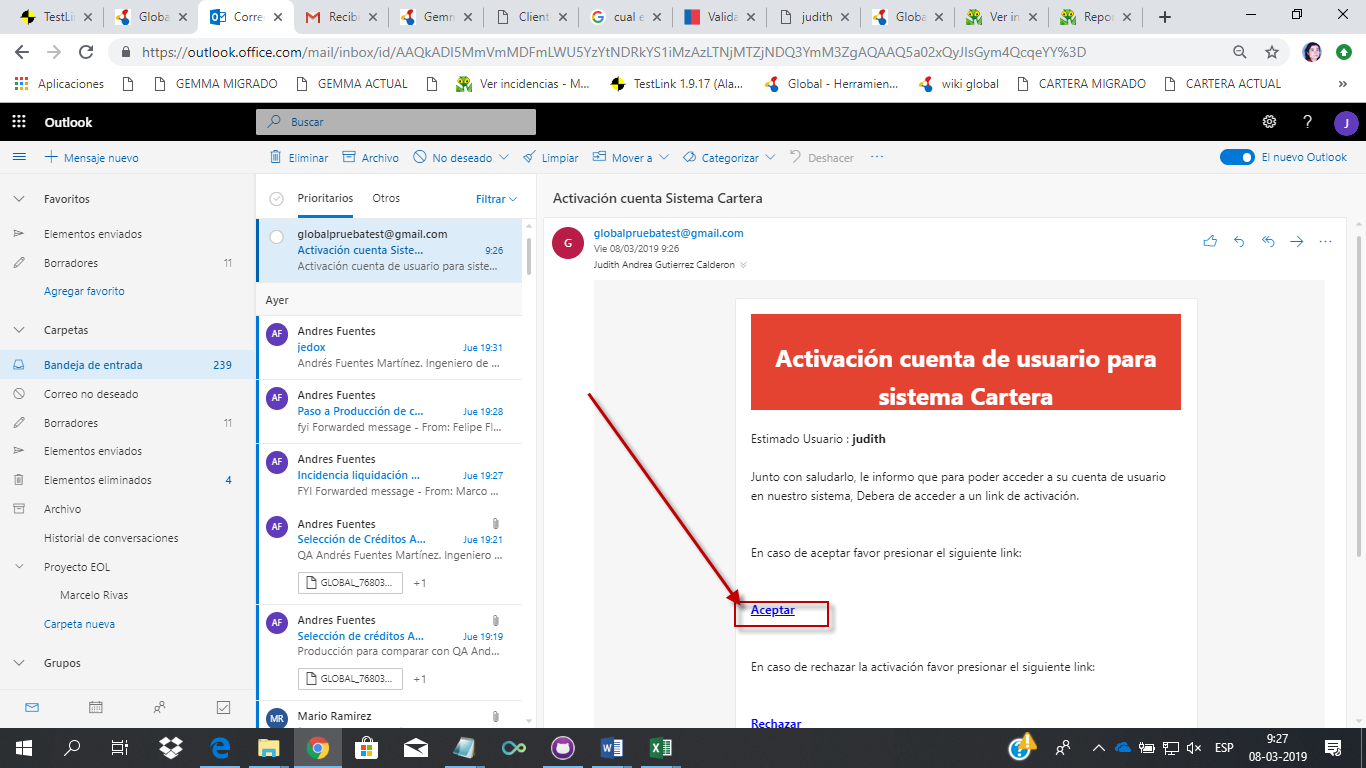 TestLi
Globa
Corre
Recibi
Gemm
Client
cual e
Valida
judith
Globa
Ver in
Repor
https://outlook.office.com/mail/inbox/id/
Aplicaciones
GEMMA MIGRADO
GEMMA ACTUAL
Ver incidencias - M...
TestLink 1.9.17 (Ala...
Global - Herramien...
wiki global
CARTERA MIGRADO
CARTERA ACTUAL
»
Outlook
Buscar
?
J
Mensaje nuevo
Eliminar
Archivo
No deseado
Limpiar
Mover a
Categorizar
Deshacer
...
El nuevo Outlook
Favoritos
Elementos enviados
Borradores 11
Agregar favorito
Carpetas
Bandeja de entrada 239
Correo no deseado
Borradores 11
Elementos enviados
Elementos eliminados 4
Archivo
Historial de conversaciones
Proyecto EOL
Marcelo Rivas
Carpeta nueva
Grupos
Prioritarios
Otros
Filtrar
globalpruebatest@gmail.com
Activación cuenta Siste... 9:26
Activación cuenta de usuario para siste...
Ayer
AF
Andres Fuentes
jedox Jue 19:31
Andrés Fuentes Martínez. Ingeniero de ...
AF
Andres Fuentes
Paso a Producción de c... Jue 19:28
fyi Forwarded message - From: Felipe Fl...
AF
Andres Fuentes
Incidencia liquidación ... Jue 19:27
FYI Forwarded message - From: Marco ...
AF
Andres Fuentes
Selección de Créditos A... Jue 19:21
QA Andrés Fuentes Martínez. Ingeniero ...
GLOBAL_76803... +1
AF
Andres Fuentes
Selección de créditos A... Jue 19:19
Producción para comparar con QA And...
GLOBAL_76803... +1
MR
Mario Ramirez
Activación cuenta Sistema Cartera
G
globalpruebatest@gmail.com
Vie 08/03/2019 9:26
Judith Andrea Gutierrez Calderon
...
Activación cuenta de usuario para
sistema Cartera
Estimado Usuario : judith
Junto con saludarlo, le informo que para poder acceder a su cuenta de usuario
en nuestro sistema, Debera de acceder a un link de activación.
En caso de aceptar favor presionar el siguiente link:
Aceptar
En caso de rechazar la activación favor presionar el siguiente link:
Rechazar
ESP
9:27
08-03-2019